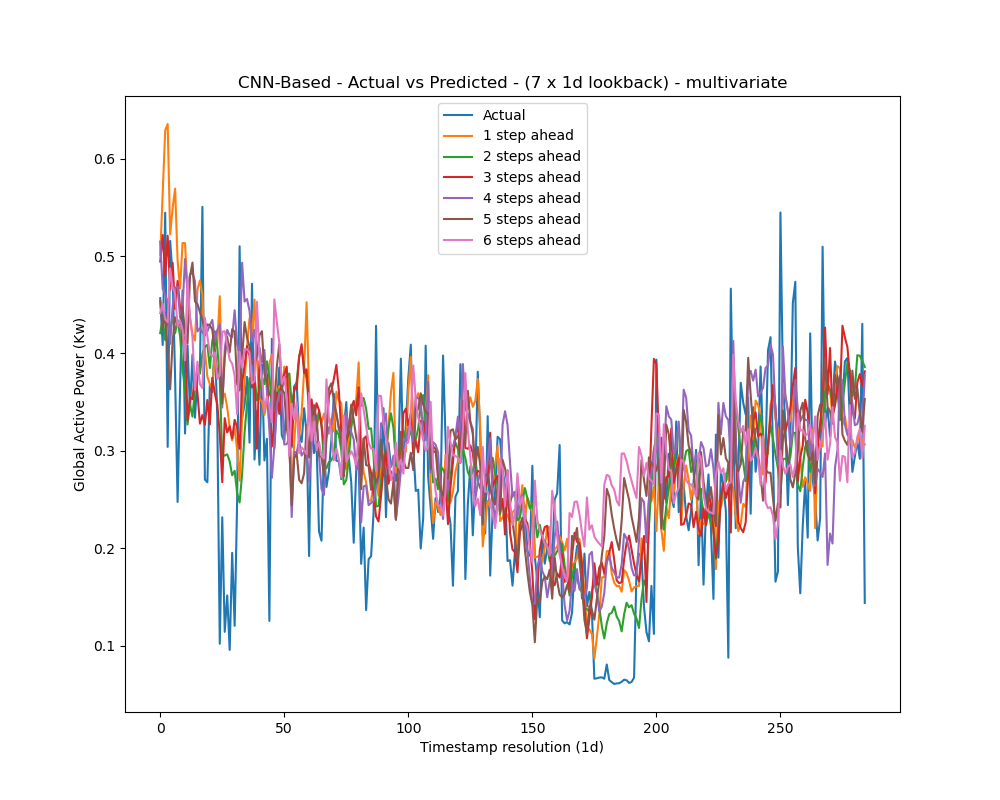 CNN-Based - Actual vs Predicted - (7 x 1d lookback) - multivariate
Actual
1 step ahead
2 steps ahead
3 steps ahead
4 steps ahead
5 steps ahead
6 steps ahead
Global Active Power (Kw)
0.6
0.5
0.4
0.3
0.2
0.1
0
50
100
150
200
250
Timestamp resolution (1d)